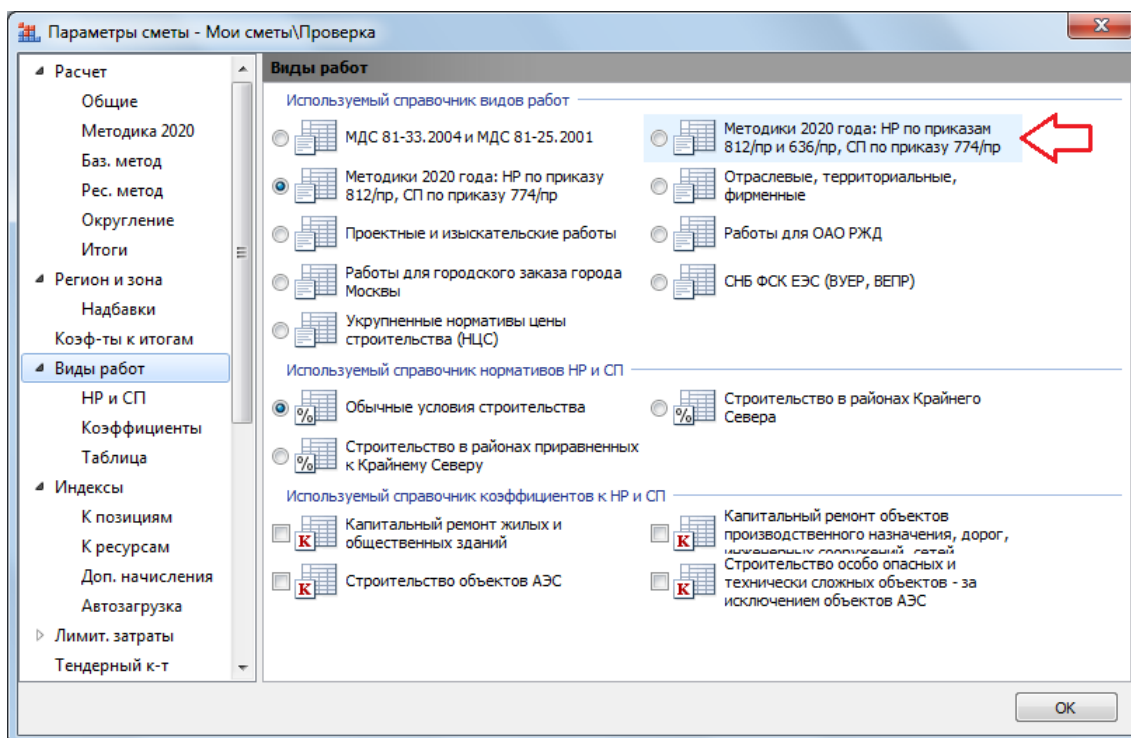 Параметры сметы - Мои сметы\Проверка
Расчет
Общие
Методика 2020
Баз. метод
Рес. метод
Округление
Итоги
Регион и зона
Надбавки
Коэф-ты к итогам
Виды работ
НР и СП
Коэффициенты
Таблица
Индексы
К позициям
К ресурсам
Доп. начисления
Автозагрузка
Лимит. затраты
Тендерный к-т
Виды работ
Используемый справочник видов работ
МДС 81-33.2004 и МДС 81-25.2001
Методики 2020 года: НР по приказам
812/пр и 636/пр, СП по приказу 774/пр
Методики 2020 года: НР по приказу
812/пр, СП по приказу 774/пр
Отраслевые, территориальные,
фирменные
Проектные и изыскательские работы
Работы для ОАО РЖД
Работы для городского заказа города
Москвы
СНБ ФСК ЕЭС (ВУЕР, ВЕПР)
Укрупненные нормативы цены
строительства (НЦС)
Используемый справочник нормативов НР и СП
Обычные условия строительства
Строительство в районах Крайнего
Севера
Строительство в районах приравненных
к Крайнему Северу
Используемый справочник коэффициентов к НР и СП
Капитальный ремонт жилых и
общественных зданий
Капитальный ремонт объектов
производственного назначения, дорог,
инженерных сооружений, сетей
Строительство объектов АЭС
Строительство особо опасных и
технически сложных объектов - за
исключением объектов АЭС
ОК